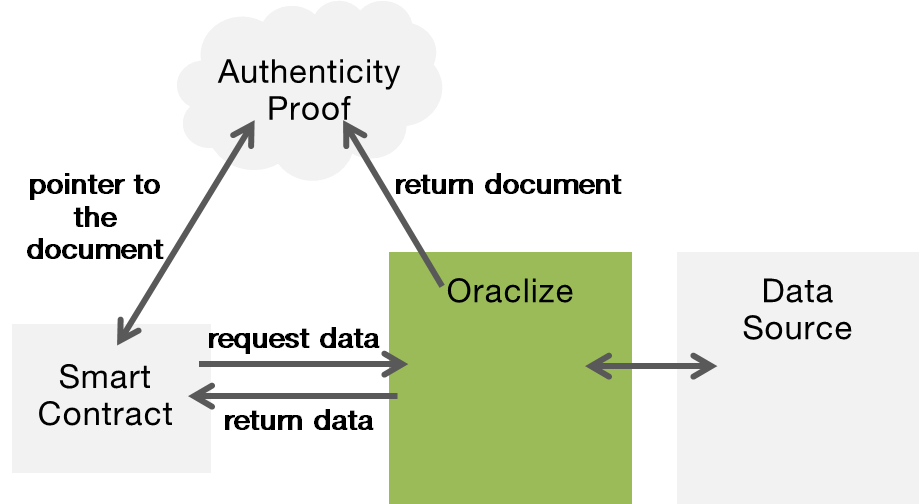 Authenticity
Proof
pointer to
the
document
return document
Oraclize
Data
Source
request data
Smart
Contract
return data